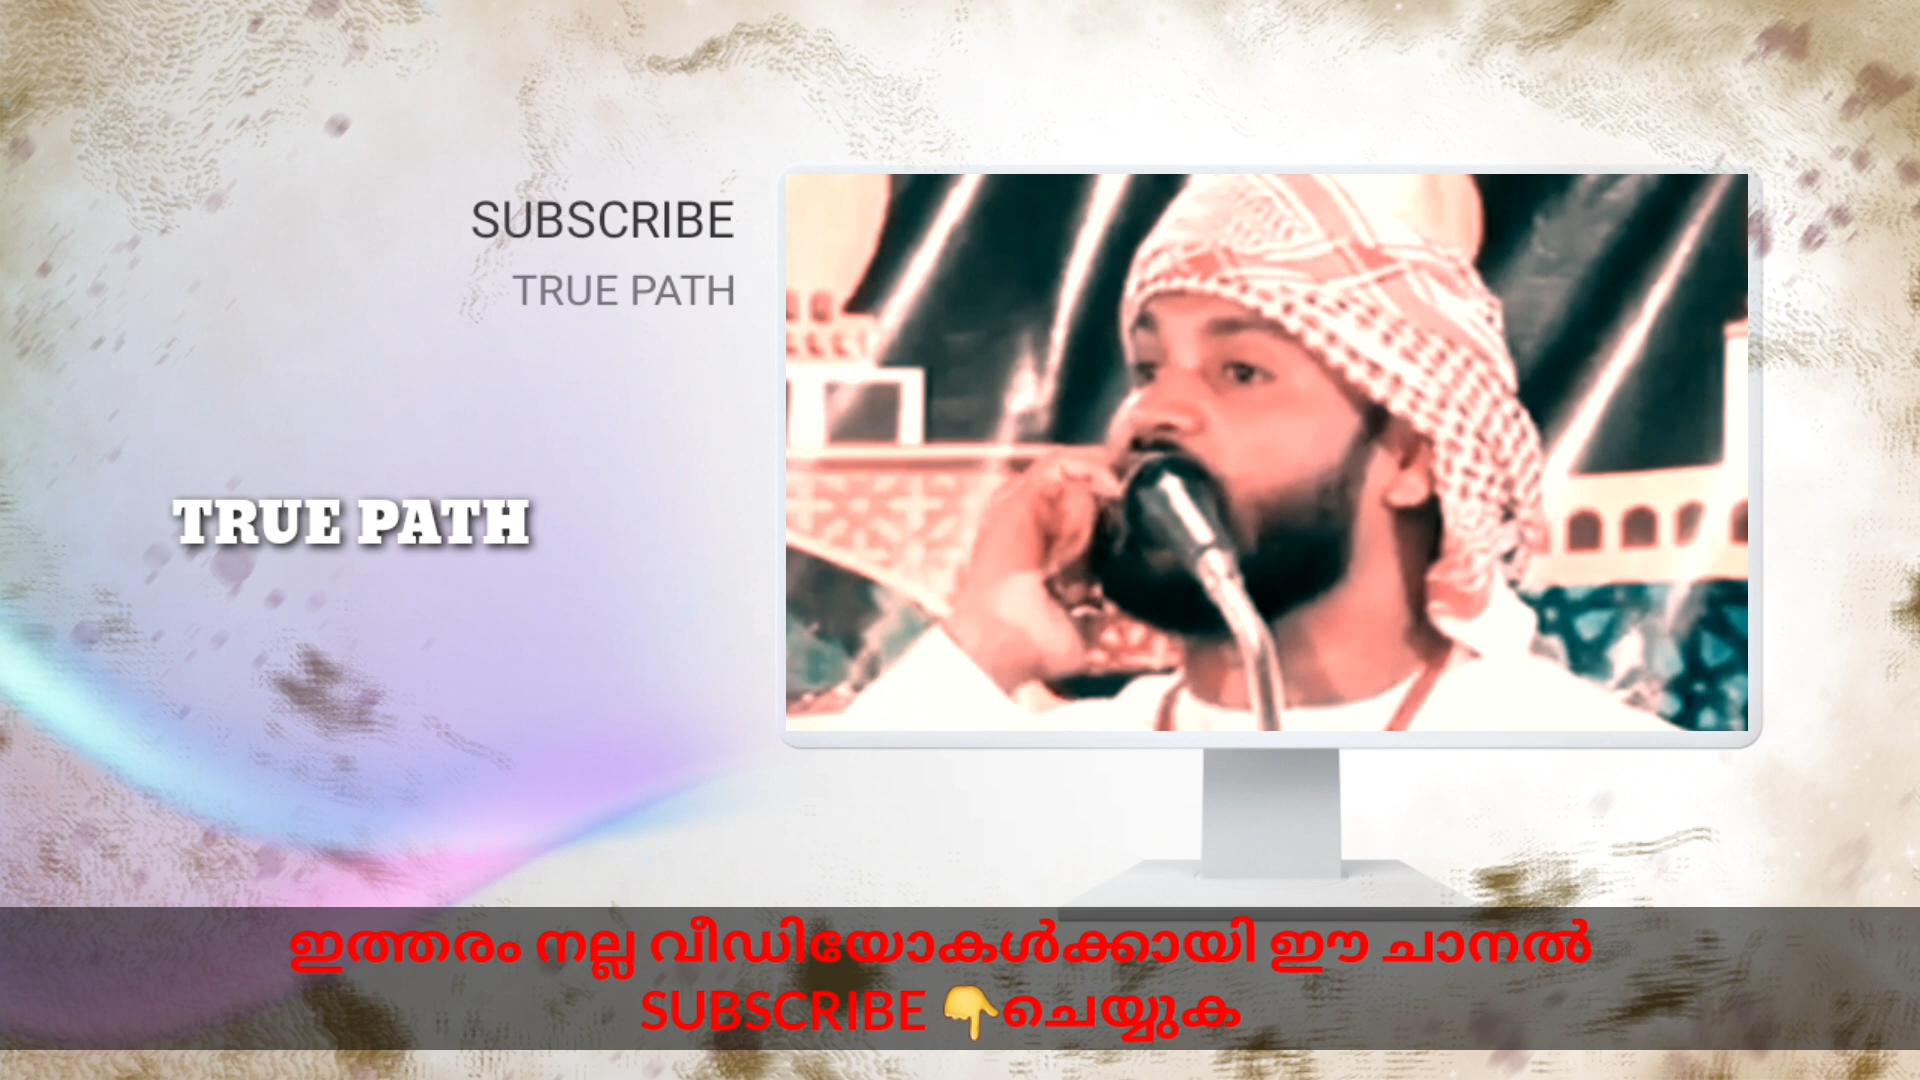 SUBSCRIBE
TRUE PATH
TRUE PATH
ഇത്തരം നല്ല വീഡിയോകൾക്കായി ഈ ചാനൽ
SUBSCRIBE 👇ചെയ്യുക